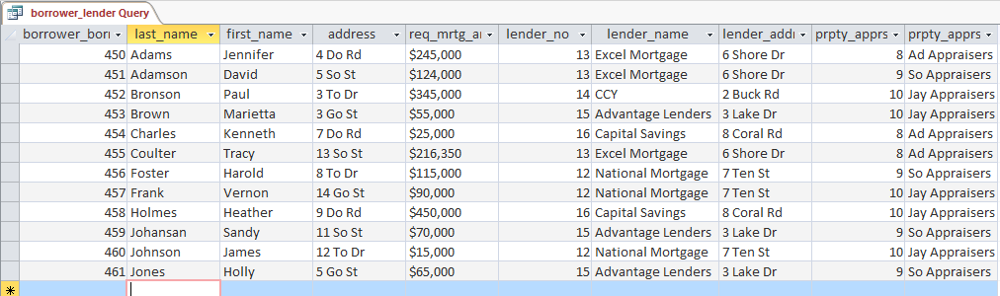 borrower_lender Query
borrower_borr last_name first_name address req_mrtg_ar lender_no lender_name lender_addr prpty_apprs prpty_apprs
450 Adams Jennifer 4 Do Rd $245,000 13 Excel Mortgage 6 Shore Dr 8 Ad Appraisers
451 Adamson David 5 So St $124,000 13 Excel Mortgage 6 Shore Dr 9 So Appraisers
452 Bronson Paul 3 To Dr $345,000 14 CCY 2 Buck Rd 10 Jay Appraisers
453 Brown Marietta 3 Go St $55,000 15 Advantage Lenders 3 Lake Dr 10 Jay Appraisers
454 Charles Kenneth 7 Do Rd $25,000 16 Capital Savings 8 Coral Rd 8 Ad Appraisers
455 Coulter Tracy 13 So St $216,350 13 Excel Mortgage 6 Shore Dr 8 Ad Appraisers
456 Foster Harold 8 To Dr $115,000 12 National Mortgage 7 Ten St 9 So Appraisers
457 Frank Vernon 14 Go St $90,000 12 National Mortgage 7 Ten St 10 Jay Appraisers
458 Holmes Heather 9 Do Rd $450,000 16 Capital Savings 8 Coral Rd 10 Jay Appraisers
459 Johansan Sandy 11 So St $70,000 15 Advantage Lenders 3 Lake Dr 9 So Appraisers
460 Johnson James 12 To Dr $15,000 12 National Mortgage 7 Ten St 10 Jay Appraisers
461 Jones Holly 5 Go St $65,000 15 Advantage Lenders 3 Lake Dr 9 So Appraisers